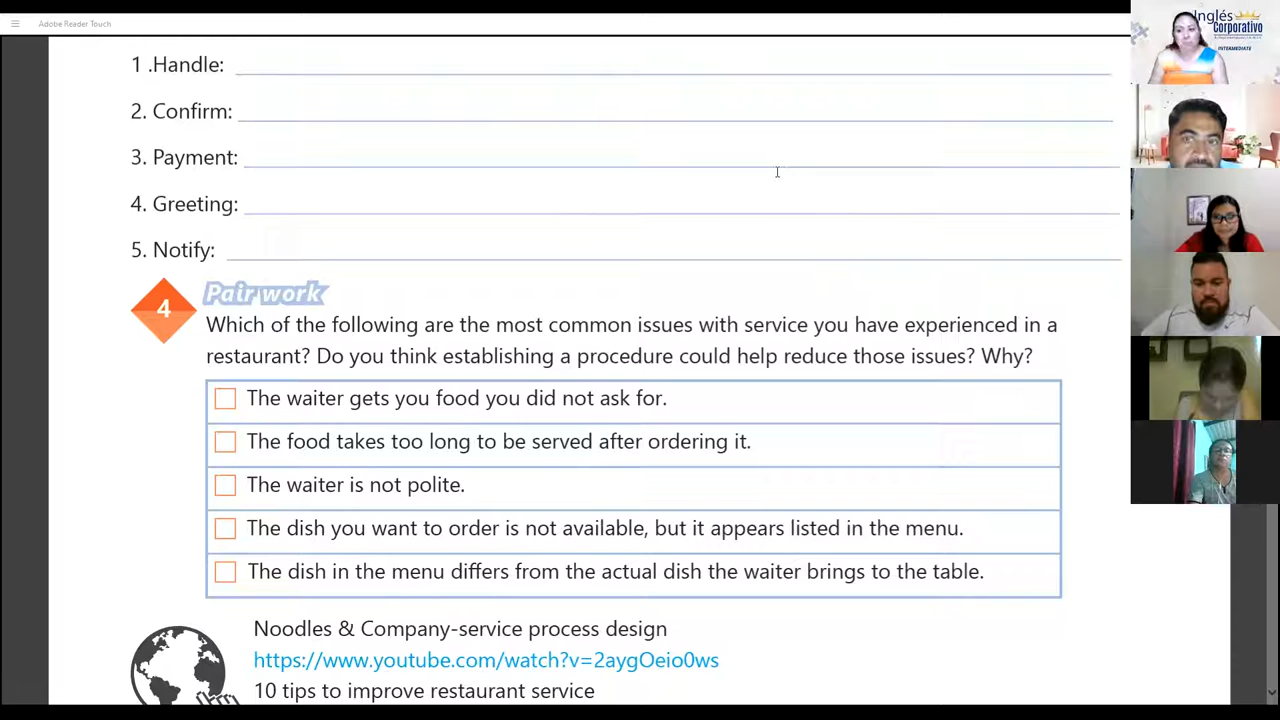 Adobe Reader Touch
Inglés
Corporativo
INTERMEDIATE
1 .Handle:
2. Confirm:
3. Payment:
4. Greeting:
5. Notify:
4
Pair work
Which of the following are the most common issues with service you have experienced in a
restaurant? Do you think establishing a procedure could help reduce those issues? Why?
The waiter gets you food you did not ask for.
The food takes too long to be served after ordering it.
The waiter is not polite.
The dish you want to order is not available, but it appears listed in the menu.
The dish in the menu differs from the actual dish the waiter brings to the table.
Noodles & Company-service process design
https://www.youtube.com/watch?v=2aygOeio0ws
10 tips to improve restaurant service